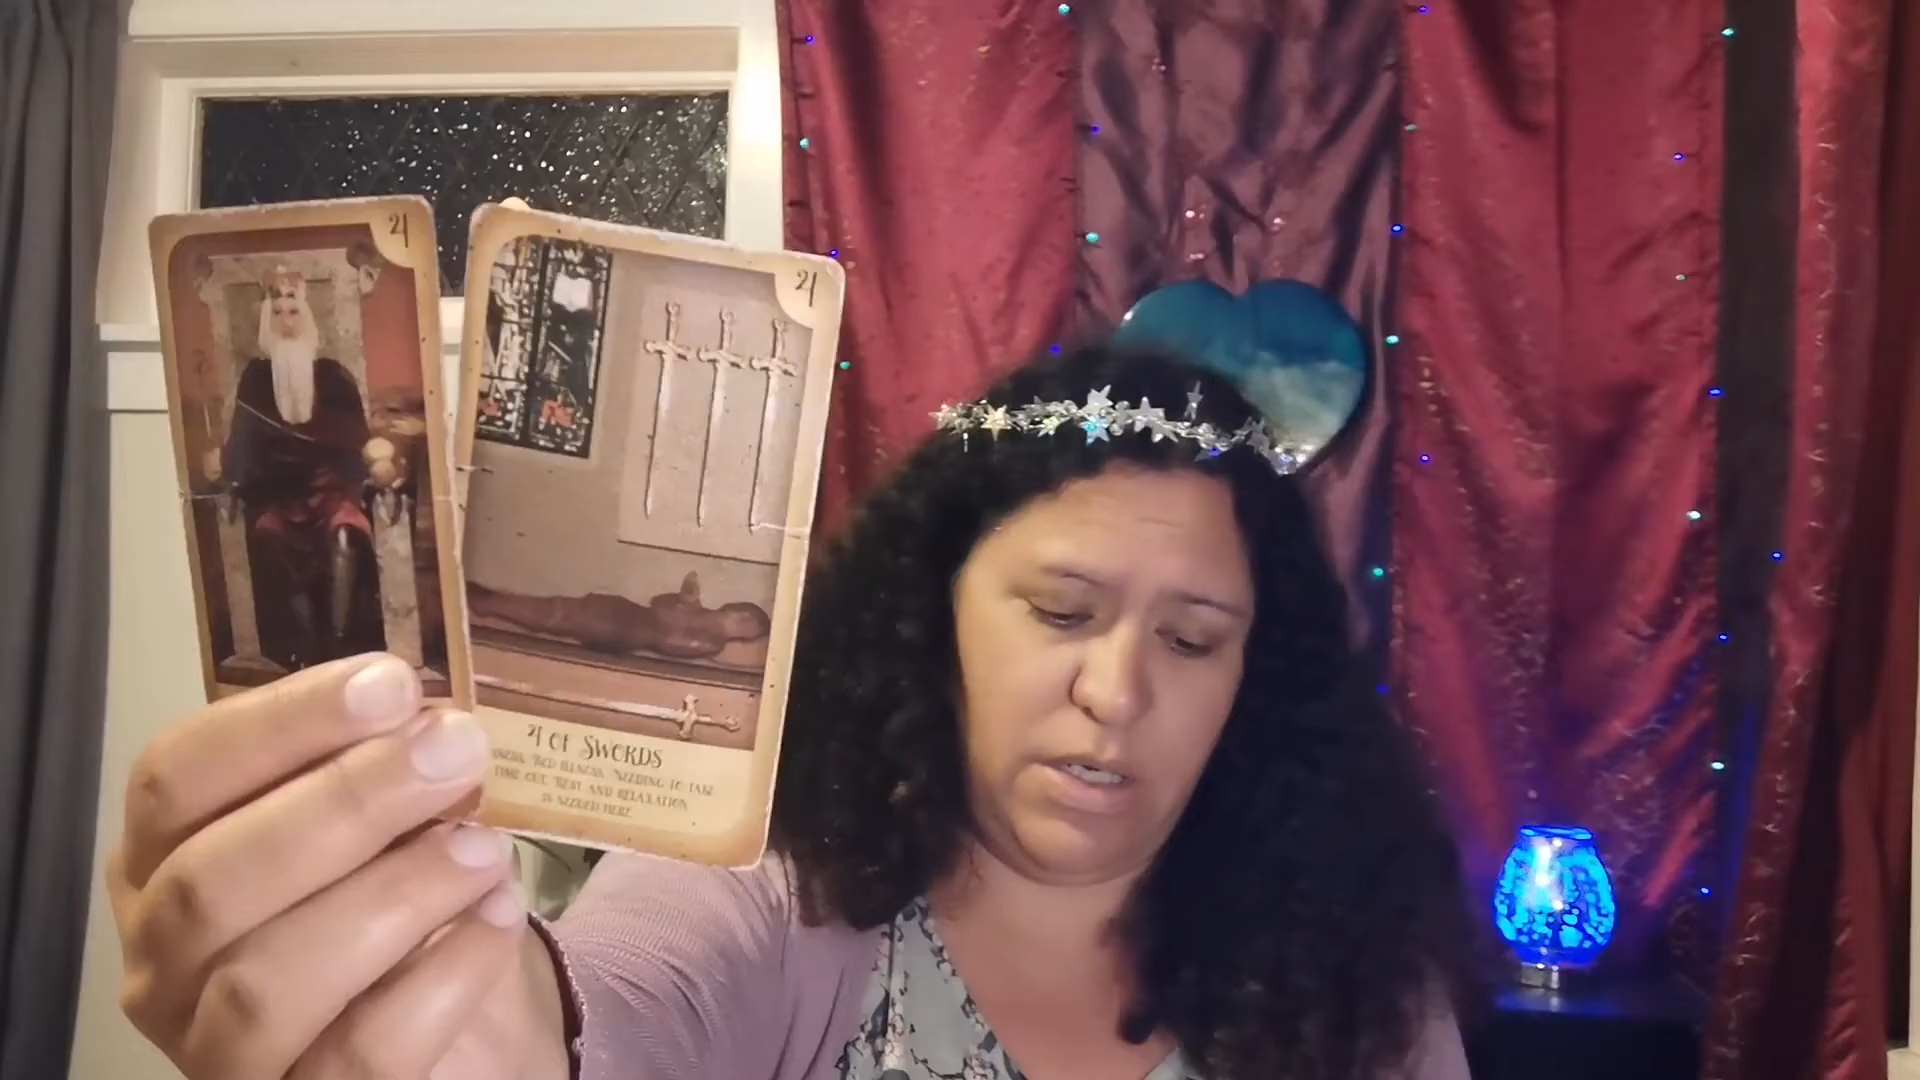 4
4
4 OF SWORDS
BED ILLNESS. NEEDING TO TAKE
TIME OUT. REST AND RELAXATION
IS NEEDED HERE.